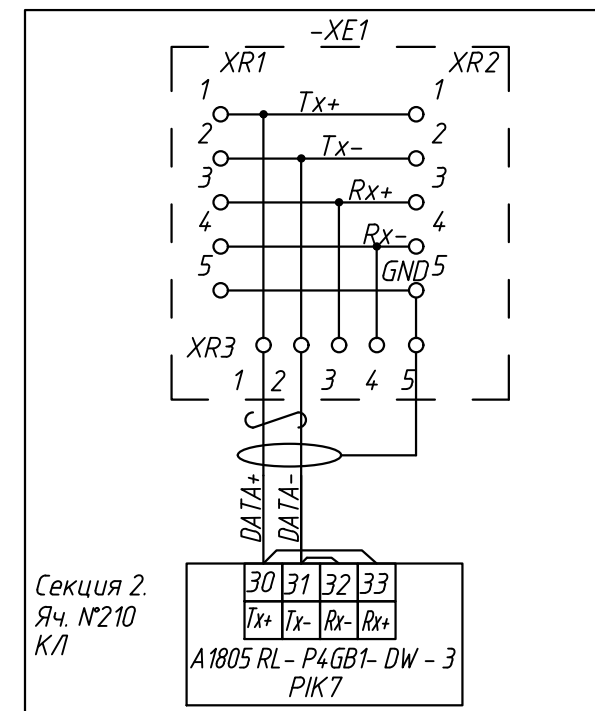 -XE1
XR1 XR2
1 Tx+ 1
2 Tx- 2
3 Rx+ 3
4 Rx- 4
5 GND 5
XR3
1 2 3 4 5
DATA+ DATA-
Секция 2.
Яч. №210
КЛ
30 31 32 33
Tx+ Tx- Rx- Rx+
A1805 RL - P4GB1 - DW - 3
PIK7